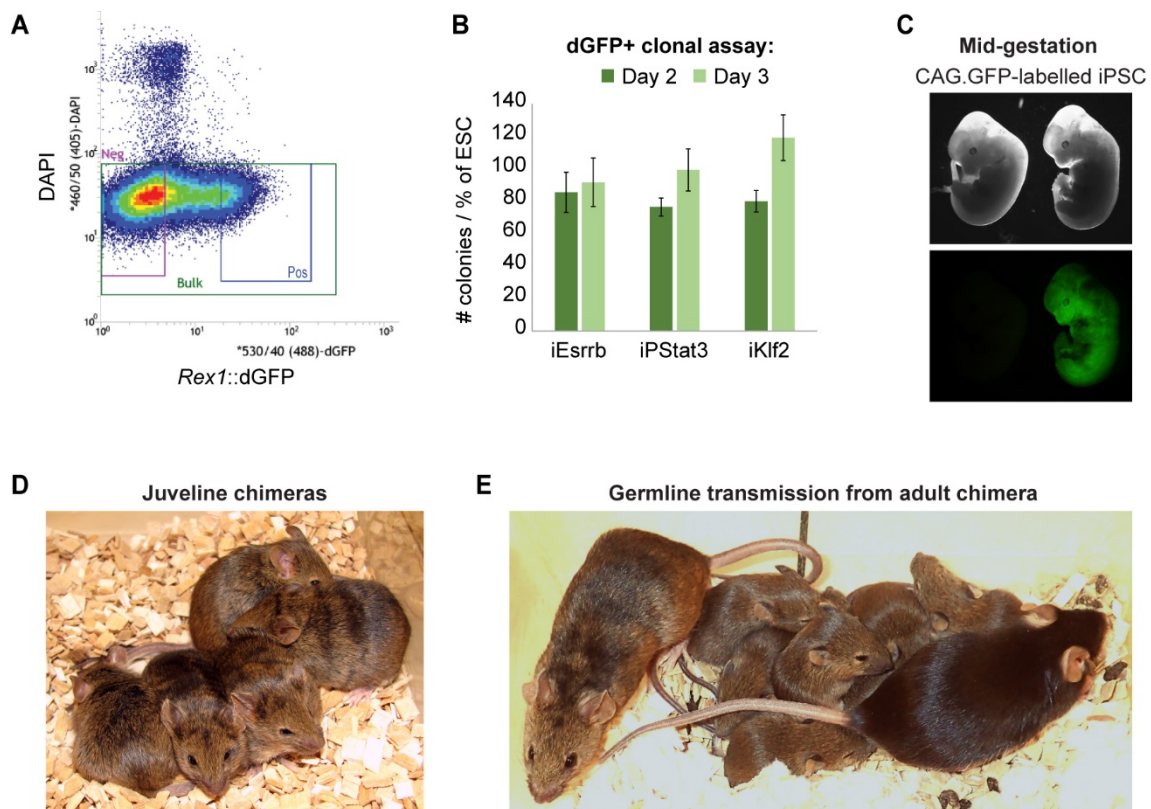 A
DAPI
*460/50 (405)-DAPI
10³
10²
10¹
10⁰
Neg
Pos
Bulk
10⁰ 10¹ 10² 10³
*530/40 (488)-dGFP
Rex1::dGFP
B
dGFP+ clonal assay:
Day 2 Day 3
# colonies / % of ESC
140
120
100
80
60
40
20
0
iEsrrb iPStat3 iKlf2
C
Mid-gestation
CAG.GFP-labelled iPSC
D
Juveline chimeras
E
Germline transmission from adult chimera